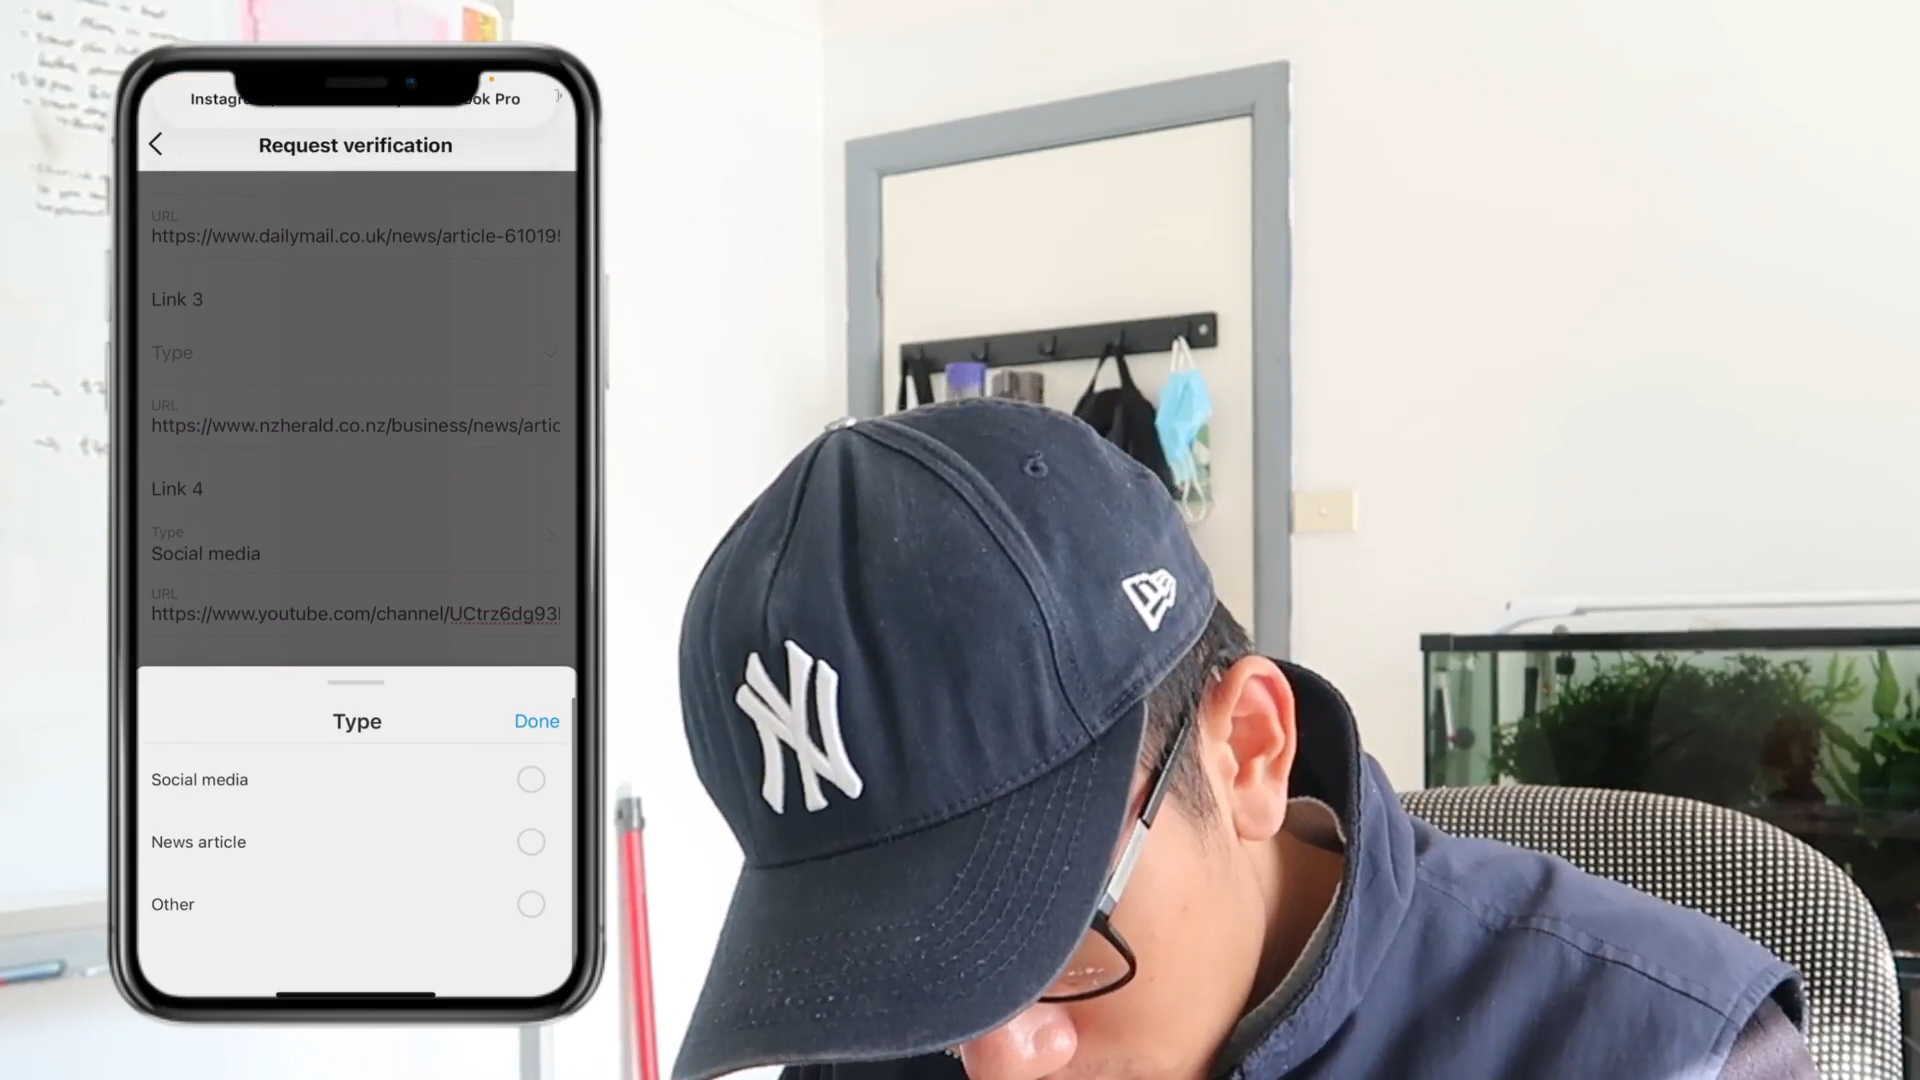 Instagr
ook Pro
Request verification
URL
https://www.dailymail.co.uk/news/article-61019
Link 3
Type
URL
https://www.nzherald.co.nz/business/news/artic
Link 4
Type
Social media
URL
https://www.youtube.com/channel/UCtrz6dg93
Type
Done
Social media
News article
Other
NY